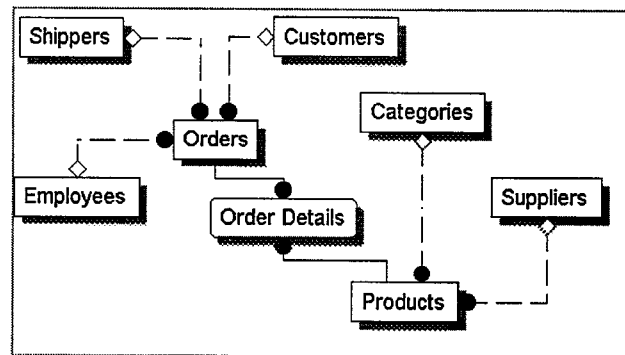 Shippers
Customers
Categories
Orders
Employees
Suppliers
Order Details
Products